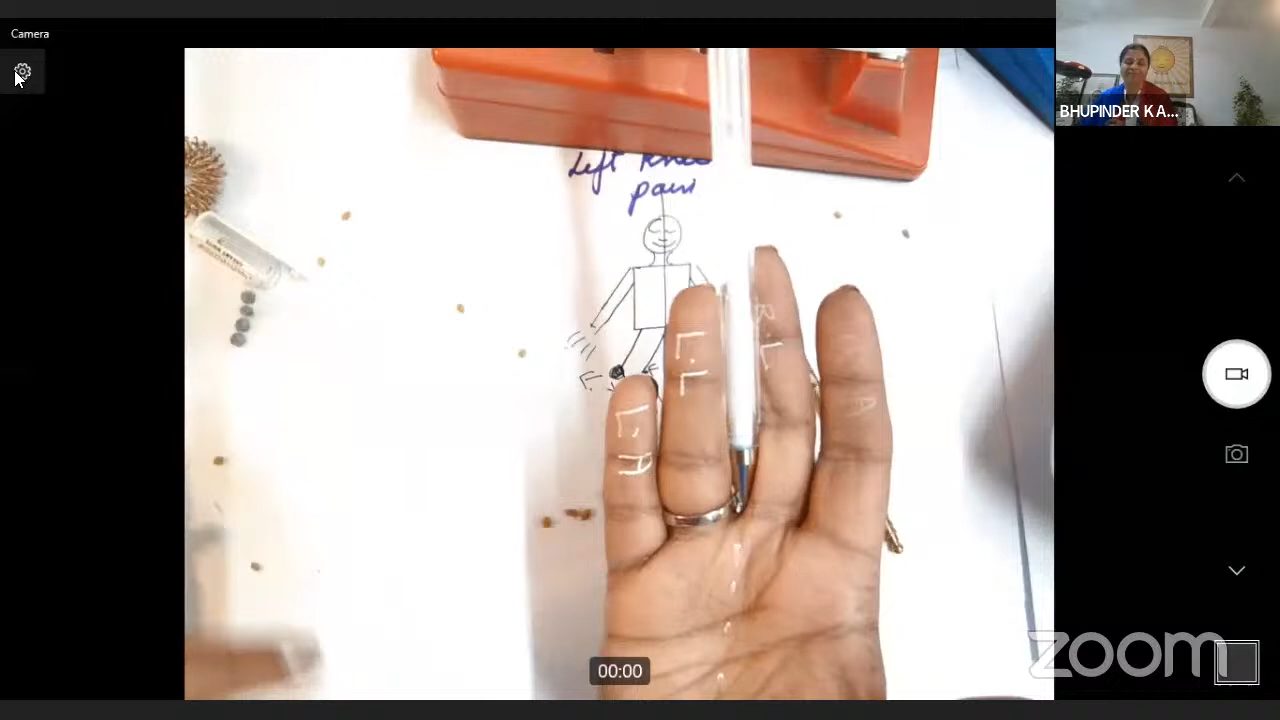 Camera
BHUPINDER K A...
Left Knee
pain
L.L
R.L
L.A
A
00:00
zoom